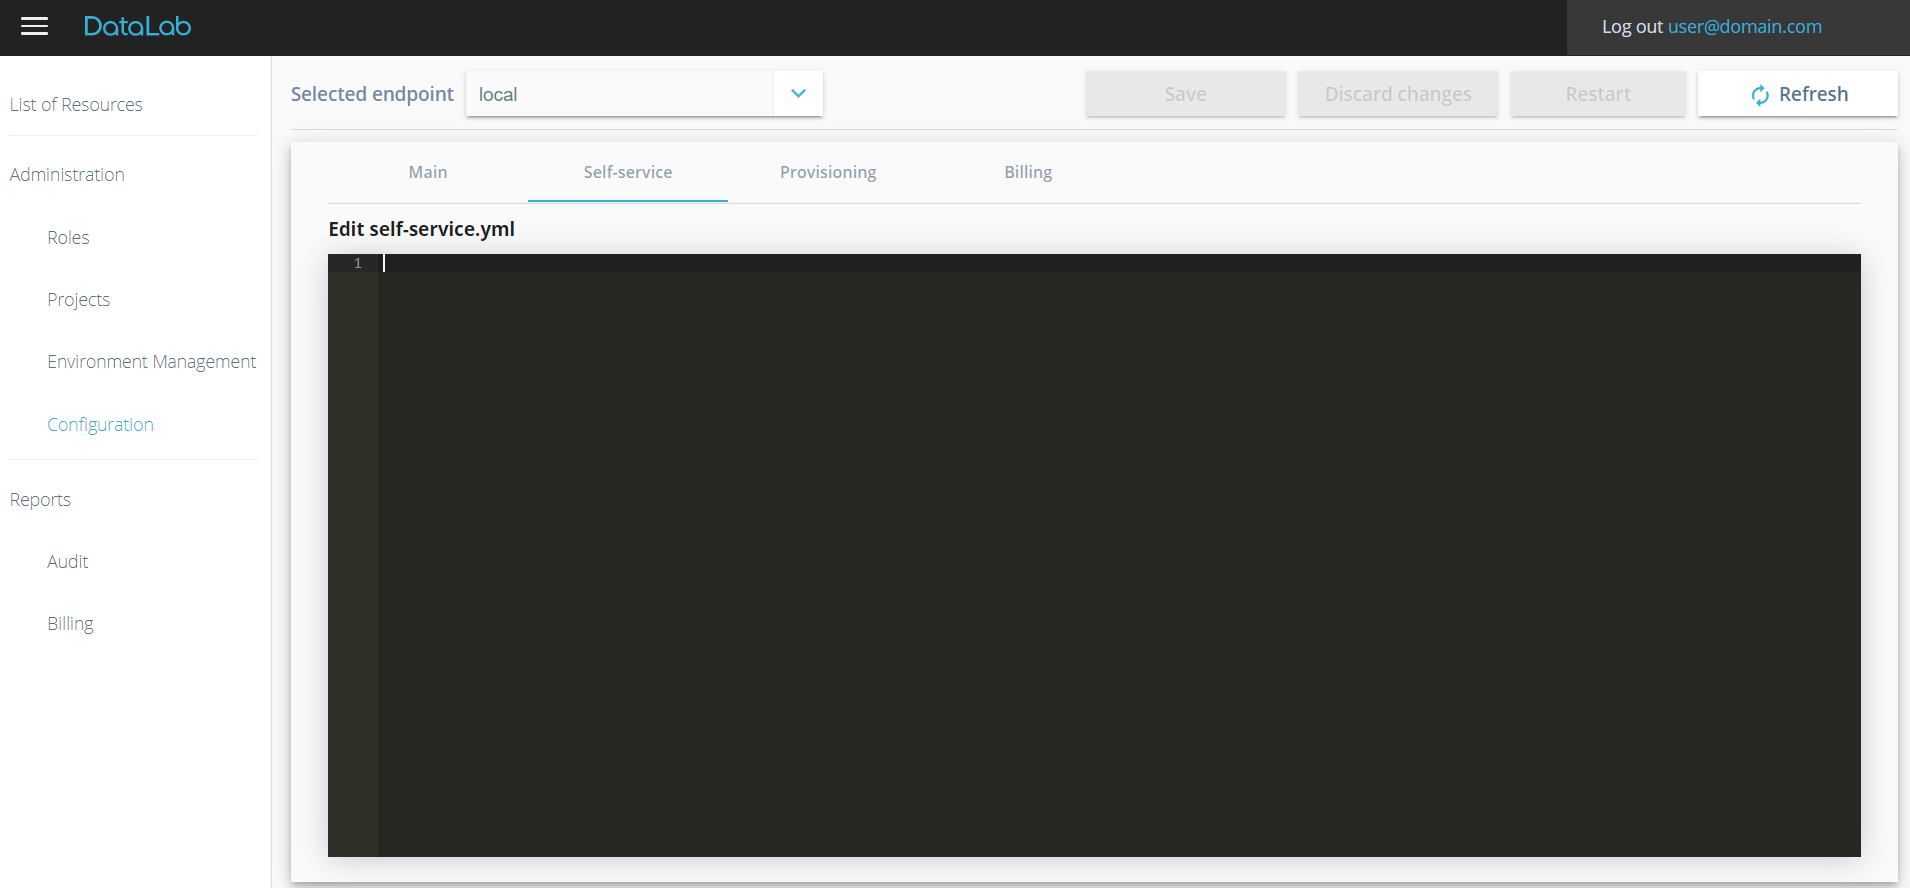 DataLab
Log out user@domain.com
List of Resources
Administration
Roles
Projects
Environment Management
Configuration
Reports
Audit
Billing
Selected endpoint local
Save
Discard changes
Restart
Refresh
Main
Self-service
Provisioning
Billing
Edit self-service.yml
1